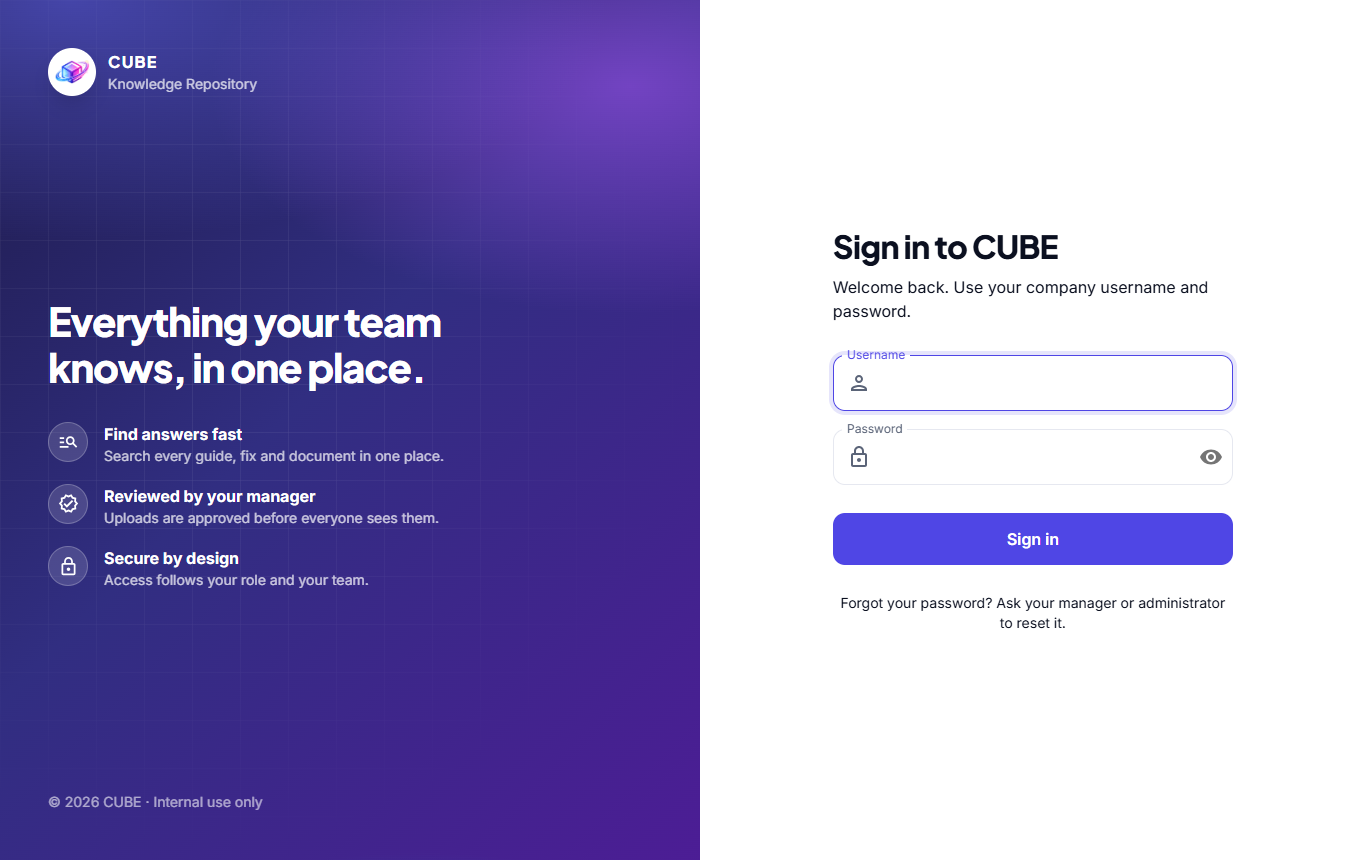 CUBE
Knowledge Repository
Everything your team
knows, in one place.
Find answers fast
Search every guide, fix and document in one place.
Reviewed by your manager
Uploads are approved before everyone sees them.
Secure by design
Access follows your role and your team.
© 2026 CUBE · Internal use only
Sign in to CUBE
Welcome back. Use your company username and
password.
Username
Password
Sign in
Forgot your password? Ask your manager or administrator
to reset it.